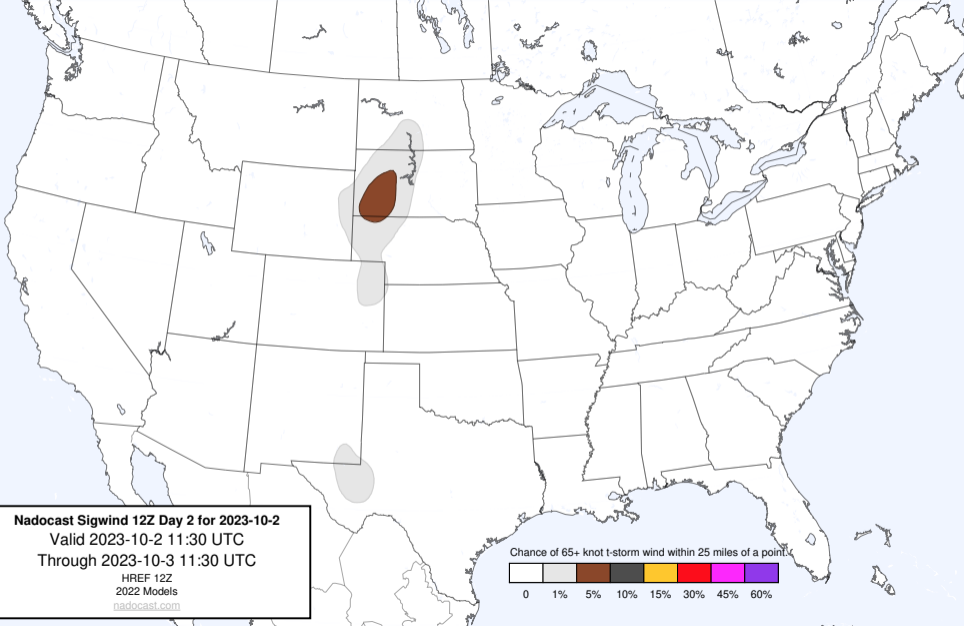 Nadocast Sigwind 12Z Day 2 for 2023-10-2
Valid 2023-10-2 11:30 UTC
Through 2023-10-3 11:30 UTC
HREF 12Z
2022 Models
nadocast.com
Chance of 65+ knot t-storm wind within 25 miles of a point.
0 1% 5% 10% 15% 30% 45% 60%